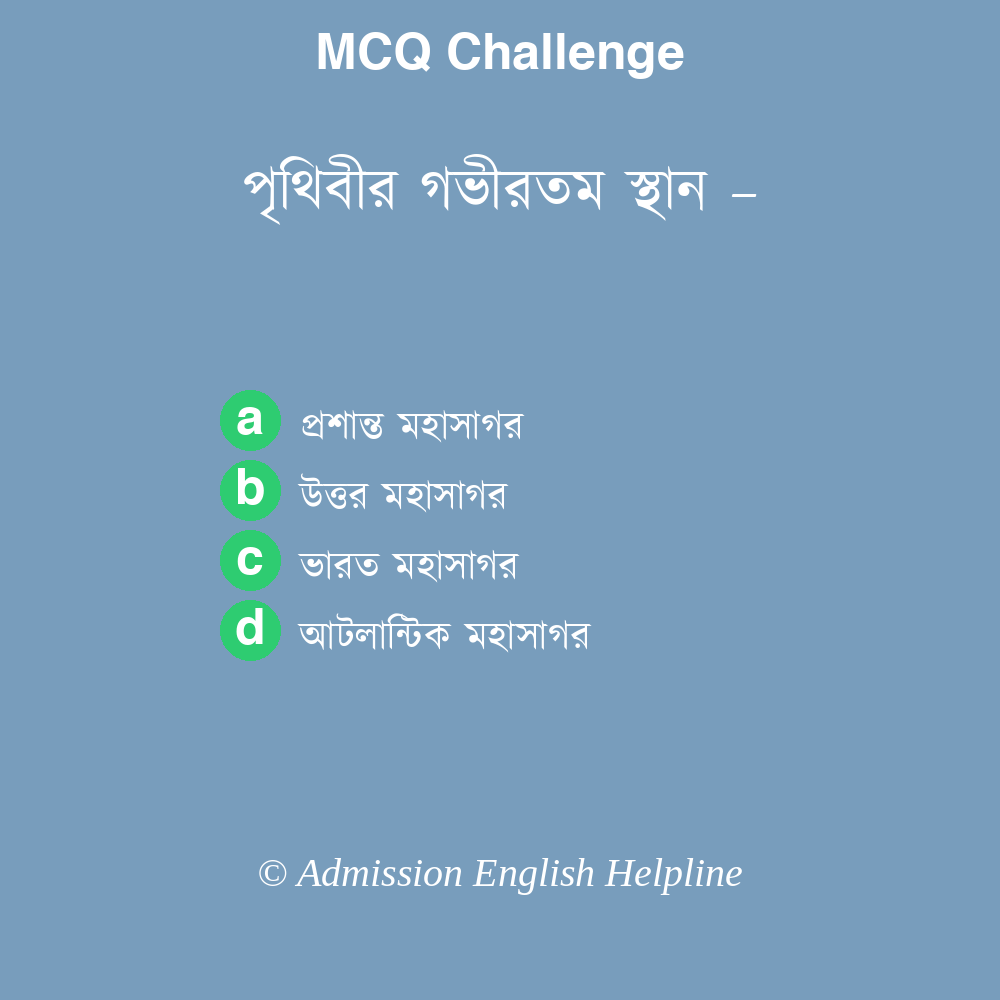 MCQ Challenge
পৃথিবীর গভীরতম স্থান –
a প্রশান্ত মহাসাগর
b উত্তর মহাসাগর
c ভারত মহাসাগর
d আটলান্টিক মহাসাগর
© Admission English Helpline